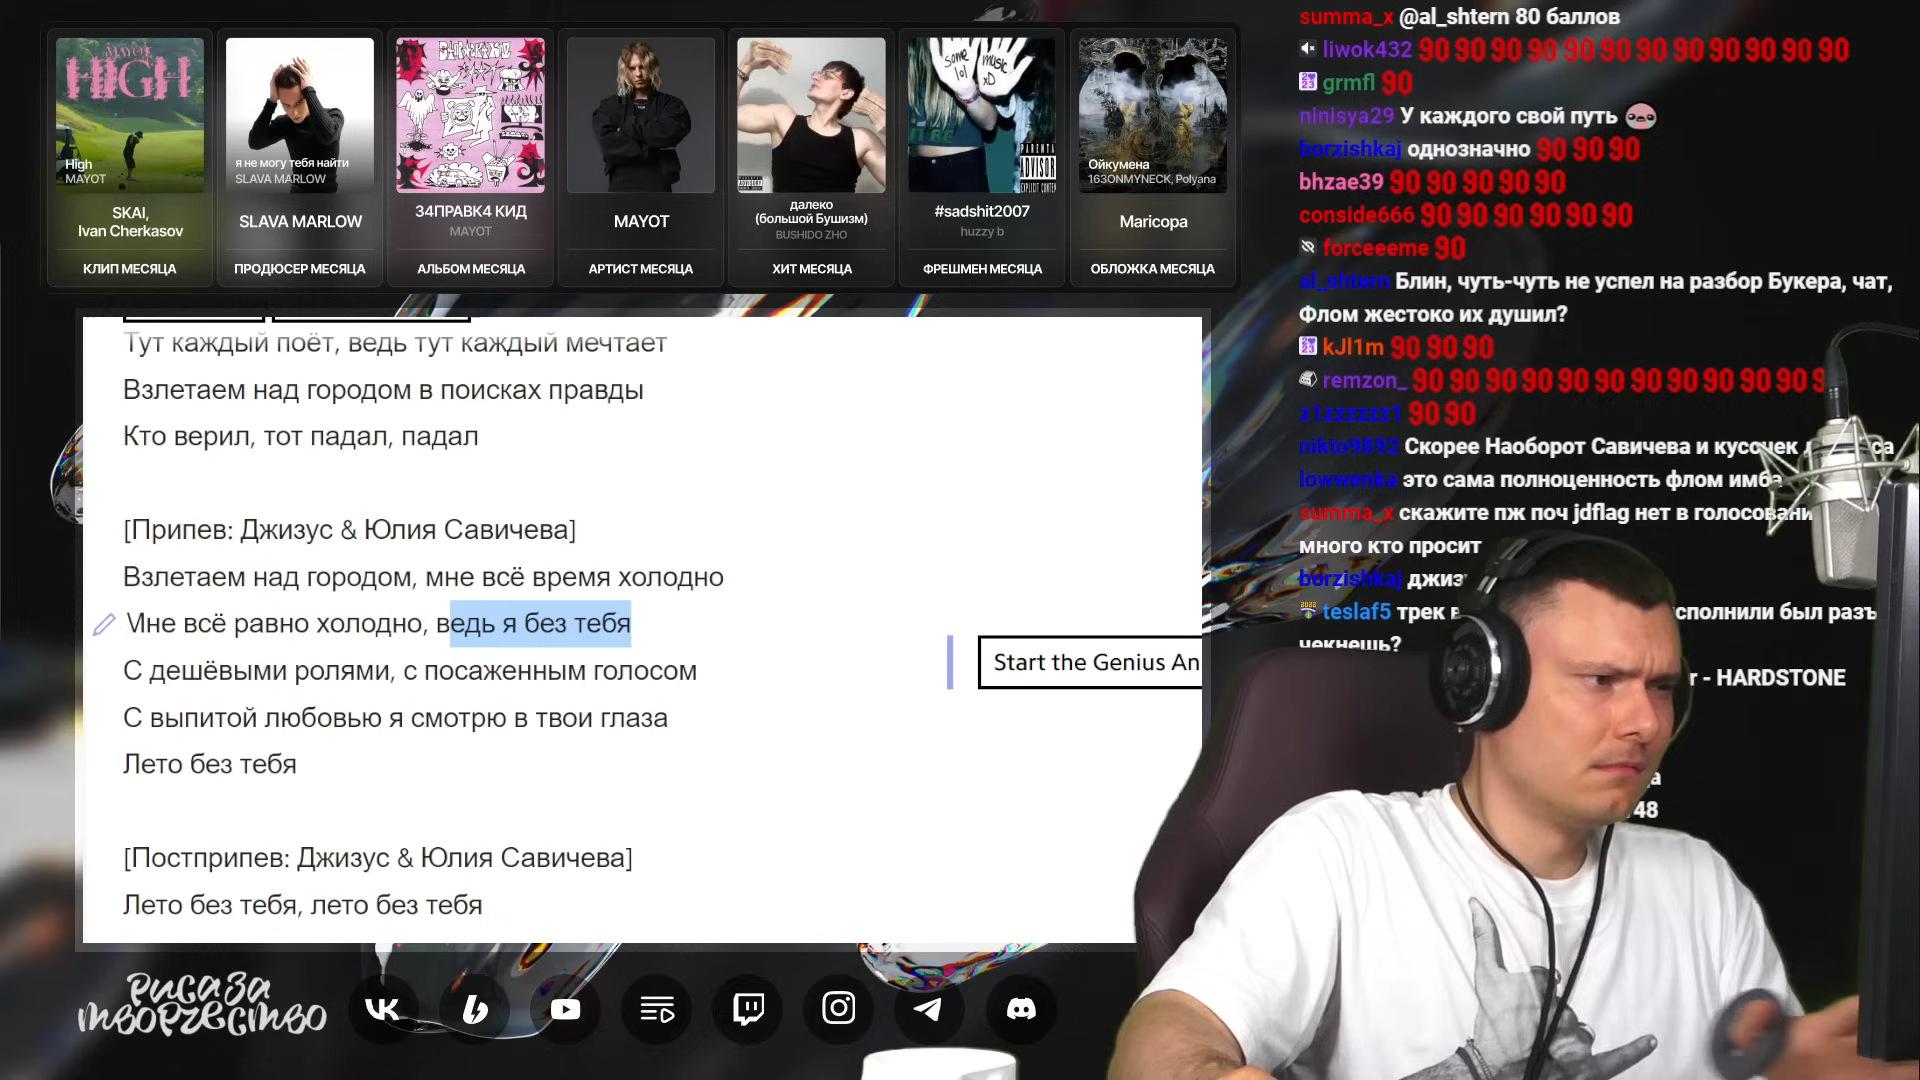 High
MAYOT
SKAI,
Ivan Cherkasov
КЛИП МЕСЯЦА
я не могу тебя найти
SLAVA MARLOW
SLAVA MARLOW
ПРОДЮСЕР МЕСЯЦА
34ПРАВК4 КИД
MAYOT
АЛЬБОМ МЕСЯЦА
MAYOT
АРТИСТ МЕСЯЦА
далеко
(большой Бушизм)
BUSHIDO ZHO
ХИТ МЕСЯЦА
some music
lol xD
#sadshit2007
huzzy b
ФРЕШМЕН МЕСЯЦА
Ойкумена
163ONMYNECK, Polyana
Maricopa
ОБЛОЖКА МЕСЯЦА
Тут каждый поёт, ведь тут каждый мечтает
Взлетаем над городом в поисках правды
Кто верил, тот падал, падал
[Припев: Джизус & Юлия Савичева]
Взлетаем над городом, мне всё время холодно
Мне всё равно холодно, ведь я без тебя
С дешёвыми ролями, с посаженным голосом
С выпитой любовью я смотрю в твои глаза
Лето без тебя
[Постприпев: Джизус & Юлия Савичева]
Лето без тебя, лето без тебя
Start the Genius An
РИСАЗА
ТВОРЧЕСТВО
summa_x @al_shtern 80 баллов
liwok432 90 90 90 90 90 90 90 90 90 90 90 90
grmfl 90
ninisya29 У каждого свой путь
borzishkaj однозначно 90 90 90
bhzae39 90 90 90 90 90
conside666 90 90 90 90 90 90
forceeeme 90
al_shtern Блин, чуть-чуть не успел на разбор Букера, чат,
Флом жестоко их душил?
kJl1m 90 90 90
remzon_ 90 90 90 90 90 90 90 90 90 90 90
z1zzzzzz1 90 90
nikto9892 Скорее Наоборот Савичева и кусочек
lowwenka это сама полноценность флом имба
summa_x скажите пж поч jdflag нет в голосовани
много кто просит
borzishkaj джиз
teslaf5 трек в сполнили был разъ
чекнешь?
r - HARDSTONE
48